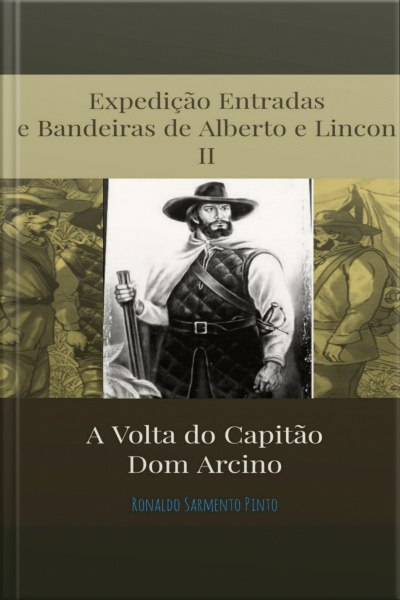 Expedição Entradas
e Bandeiras de Alberto e Lincon
II
A Volta do Capitão
Dom Arcino
Ronaldo Sarmento Pinto